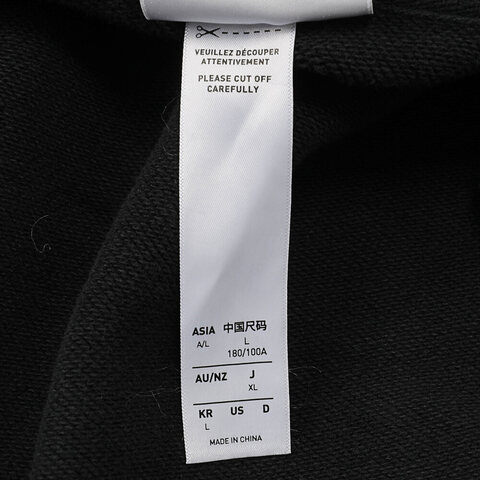 VEUILLEZ DÉCOUPER
ATTENTIVEMENT
PLEASE CUT OFF
CAREFULLY
ASIA 中国尺码
A/L L
180/100A
AU/NZ J
XL
KR US D
L
MADE IN CHINA